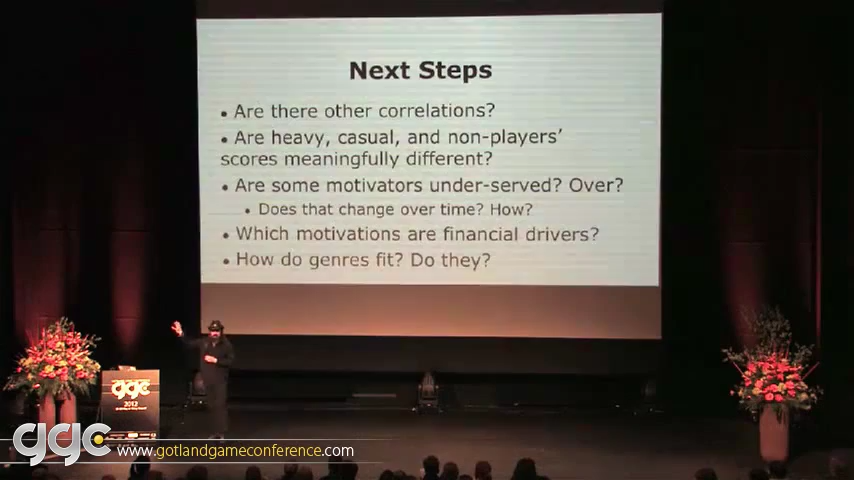 Next Steps
• Are there other correlations?
• Are heavy, casual, and non-players'
scores meaningfully different?
• Are some motivators under-served? Over?
• Does that change over time? How?
• Which motivations are financial drivers?
• How do genres fit? Do they?
ggc
2012
ggc www.gotlandgameconference.com